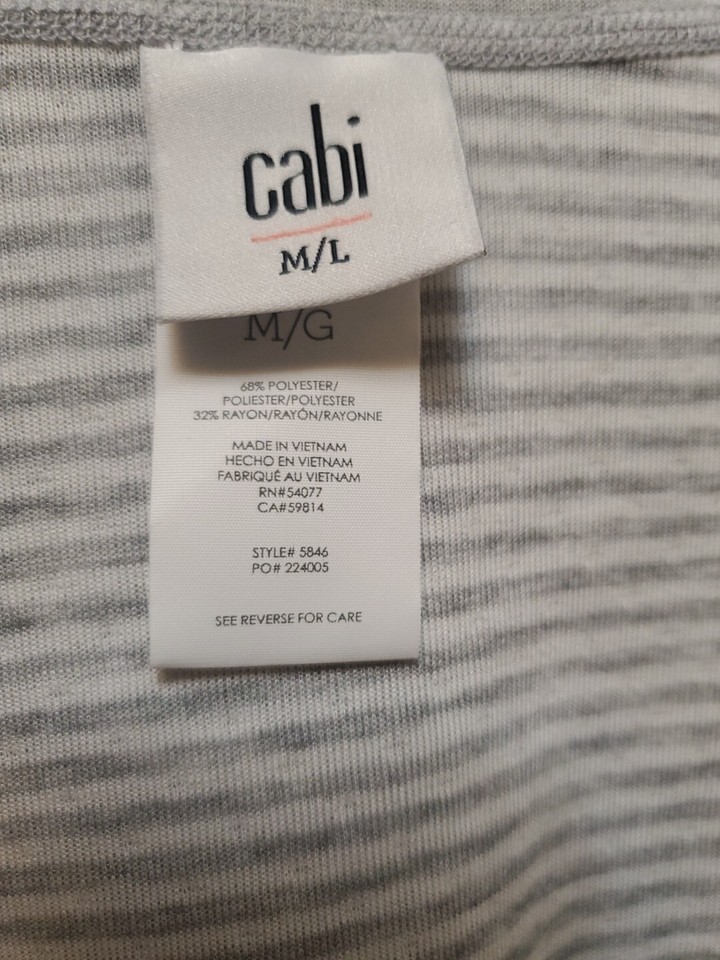 cabi
M/L
M/G
68% POLYESTER/
POLIESTER/POLYESTER
32% RAYON/RAYÓN/RAYONNE
MADE IN VIETNAM
HECHO EN VIETNAM
FABRIQUÉ AU VIETNAM
RN#54077
CA#59814
STYLE# 5846
PO# 224005
SEE REVERSE FOR CARE